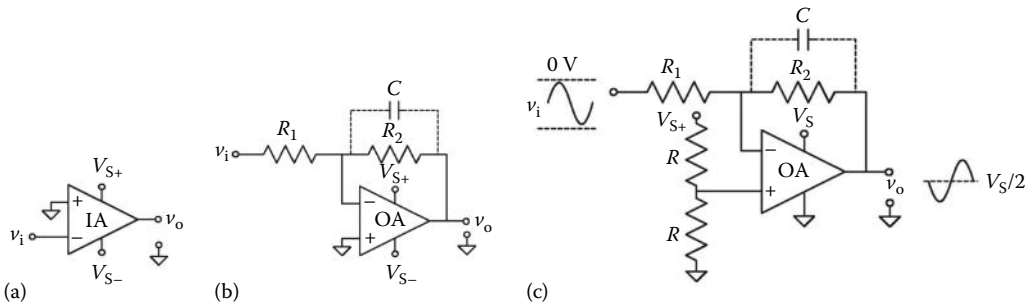 V_S+
+
IA
v_i
−
v_o
V_S−
(a)
C
R_1
R_2
v_i
V_S+
−
OA
+
v_o
V_S−
(b)
C
0 V
R_1
R_2
v_i
V_S+
V_S
R
−
OA
+
v_o
V_S/2
R
(c)